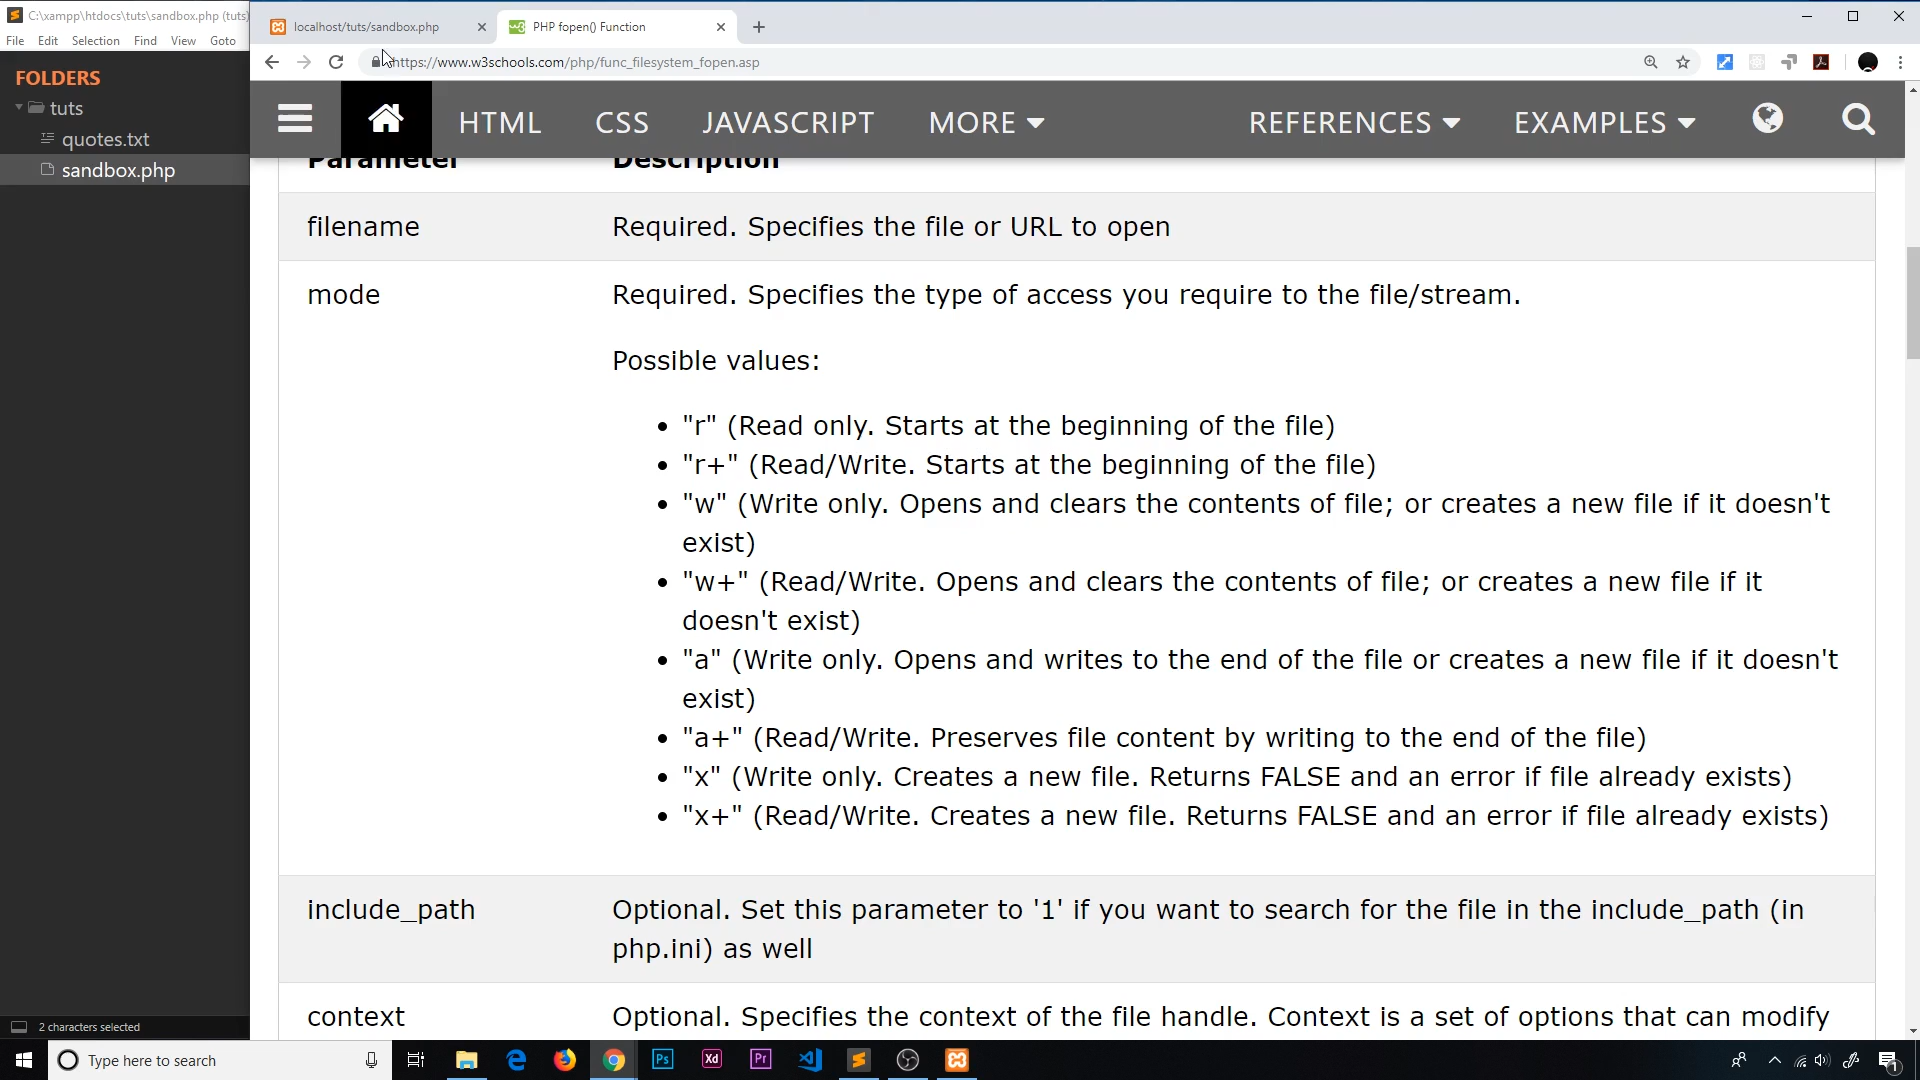 C:\xampp\htdocs\tuts\sandbox.php (tuts)
File Edit Selection Find View Goto
FOLDERS
tuts
quotes.txt
sandbox.php
2 characters selected
localhost/tuts/sandbox.php
PHP fopen() Function
https://www.w3schools.com/php/func_filesystem_fopen.asp
HTML CSS JAVASCRIPT MORE REFERENCES EXAMPLES
Parameter Description
filename Required. Specifies the file or URL to open
mode Required. Specifies the type of access you require to the file/stream.
Possible values:
• "r" (Read only. Starts at the beginning of the file)
• "r+" (Read/Write. Starts at the beginning of the file)
• "w" (Write only. Opens and clears the contents of file; or creates a new file if it doesn't
exist)
• "w+" (Read/Write. Opens and clears the contents of file; or creates a new file if it
doesn't exist)
• "a" (Write only. Opens and writes to the end of the file or creates a new file if it doesn't
exist)
• "a+" (Read/Write. Preserves file content by writing to the end of the file)
• "x" (Write only. Creates a new file. Returns FALSE and an error if file already exists)
• "x+" (Read/Write. Creates a new file. Returns FALSE and an error if file already exists)
include_path Optional. Set this parameter to '1' if you want to search for the file in the include_path (in
php.ini) as well
context Optional. Specifies the context of the file handle. Context is a set of options that can modify
Type here to search
Ps
Xd
Pr
1